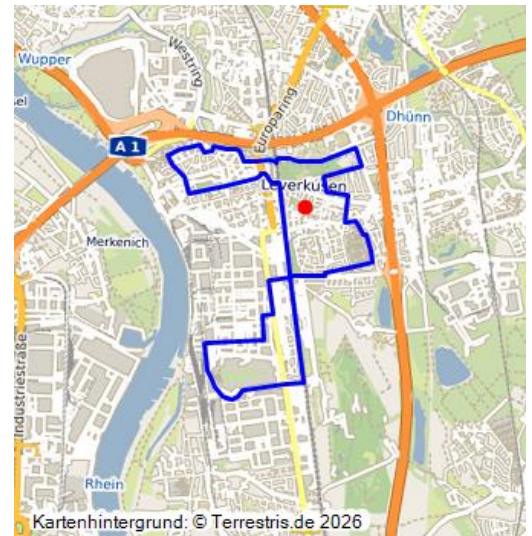 Wupper
Westring
Europaring
Dhünn
A 1
Leverkusen
Merkenich
Industriestraße
Rhein
Kartenhintergrund: © Terrestris.de 2026